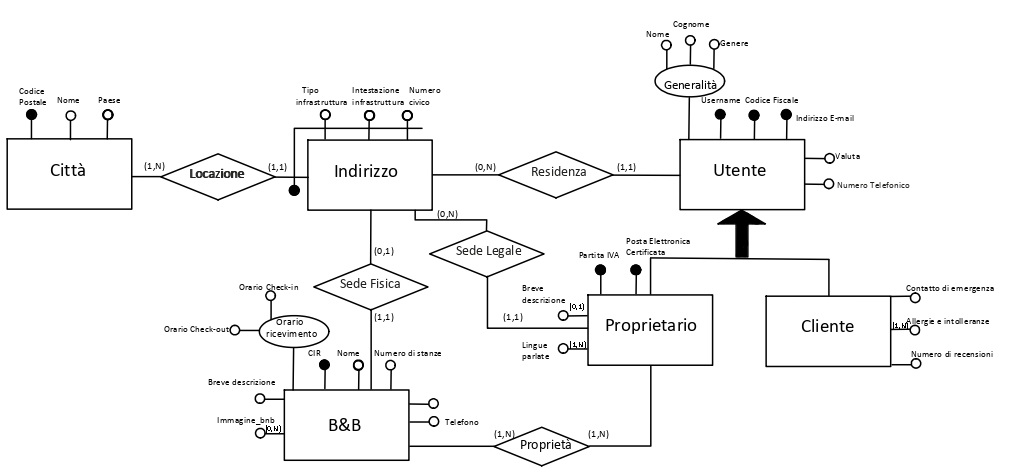 Cognome
Nome
Genere
Generalità
Codice
Postale
Nome
Paese
Tipo
infrastruttura
Intestazione
infrastruttura
Numero
civico
Username
Codice Fiscale
Indirizzo E-mail
Città
(1,N)
Locazione
(1,1)
Indirizzo
(0,N)
Residenza
(1,1)
Utente
Valuta
Numero Telefonico
(0,N)
(0,1)
Sede Legale
Sede Fisica
(1,1)
(1,1)
Partita IVA
Posta Elettronica
Certificata
Breve
descrizione
(0,1)
Lingue
parlate
(1,N)
Proprietario
Cliente
Contatto di emergenza
Allergie e intolleranze
(1,N)
Numero di recensioni
Orario Check-in
Orario Check-out
Orario
ricevimento
CIR
Nome
Numero di stanze
Breve descrizione
Immagine_bnb
(0,N)
B&B
Telefono
(1,N)
Proprietà
(1,N)